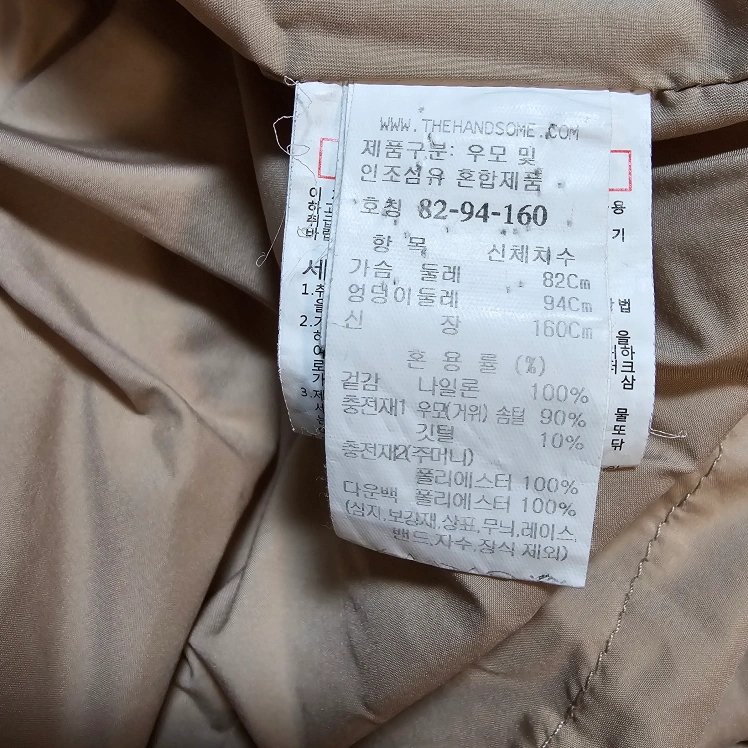 WWW.THEHANDSOME.COM
제품구분: 우모 및
인조섬유 혼합제품
호칭 82-94-160
항 목 신체치수
가슴 둘레 82Cm
엉덩이둘레 94Cm
신 장 160Cm
혼 용 률 (%)
겉감 나일론 100%
충전재1 우모(거위) 솜털 90%
깃털 10%
충전재2(주머니)
폴리에스터 100%
다운백 폴리에스터 100%
(심지,보강재,상표,무늬,레이스,
밴드,자수,장식 제외)